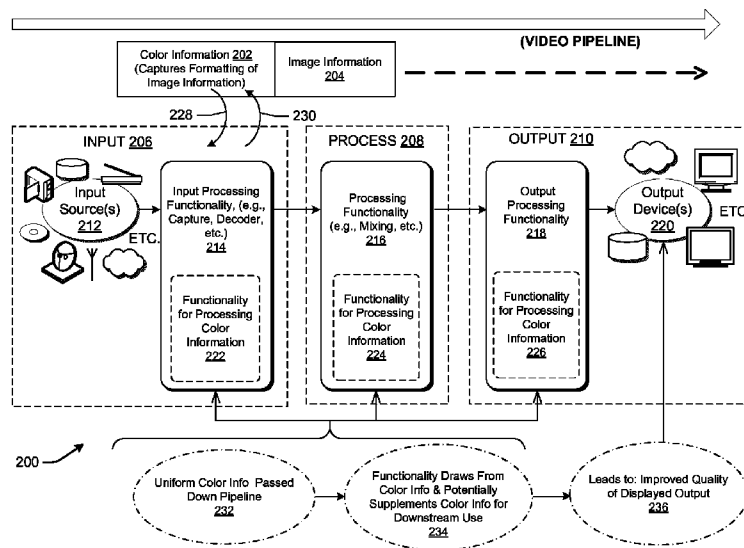 (VIDEO PIPELINE)
Color Information 202
(Captures Formatting of
Image Information)
Image Information
204
228
230
INPUT 206
PROCESS 208
OUTPUT 210
Input
Source(s)
212
ETC.
Input Processing
Functionality, (e.g.,
Capture, Decoder,
etc.)
214
Functionality
for Processing
Color
Information
222
Processing
Functionality
(e.g., Mixing, etc.)
216
Functionality
for Processing
Color
Information
224
Output
Processing
Functionality
218
Functionality
for Processing
Color
Information
226
Output
Device(s)
220
ETC
200
Uniform Color Info Passed
Down Pipeline
232
Functionality Draws From
Color Info & Potentially
Supplements Color Info for
Downstream Use
234
Leads to: Improved Quality
of Displayed Output
236